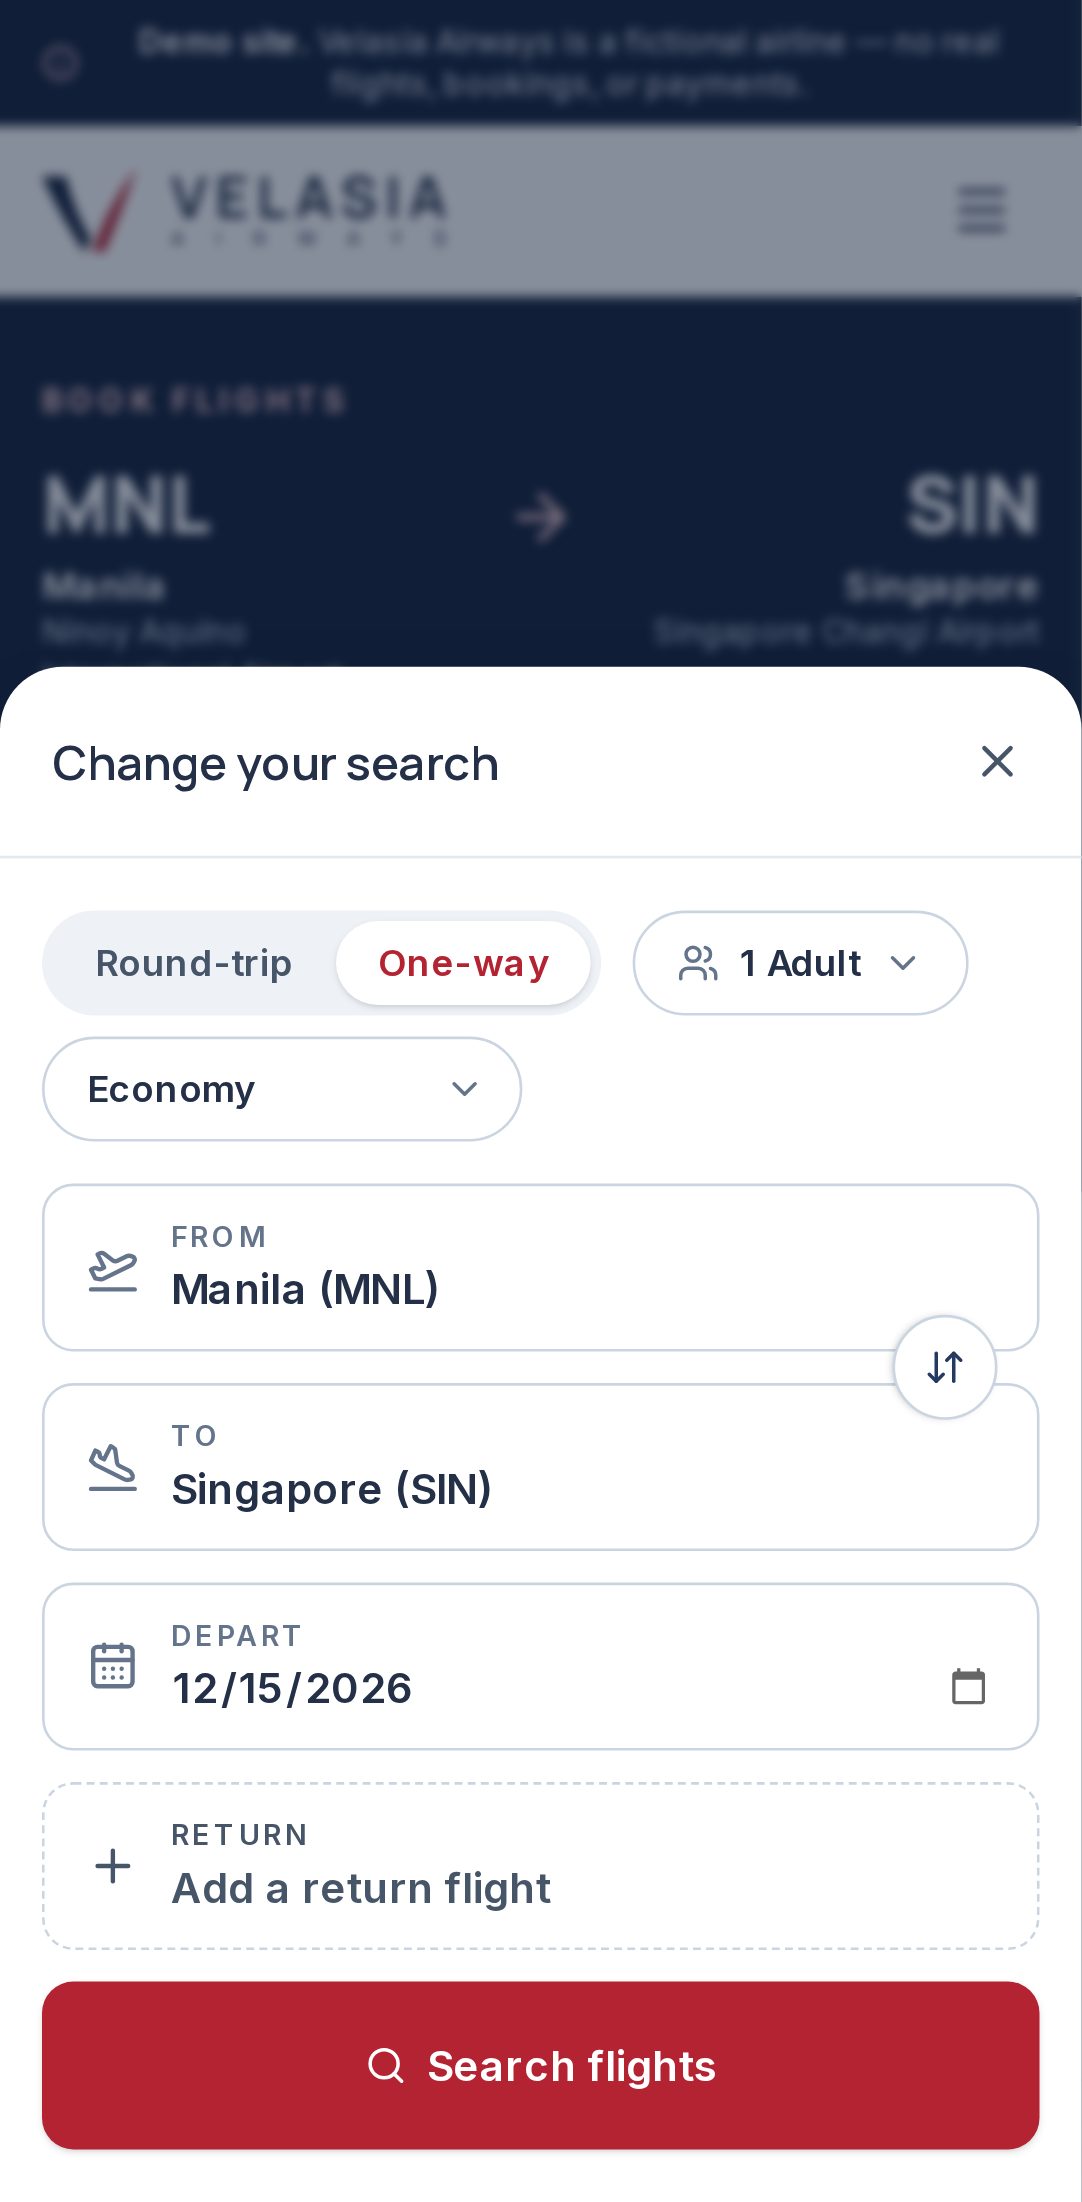 Demo site. Velasia Airways is a fictional airline — no real
flights, bookings, or payments.
VELASIA
AIRWAYS
BOOK FLIGHTS
MNL
SIN
Manila
Singapore
Ninoy Aquino
Singapore Changi Airport
Change your search
Round-trip
One-way
1 Adult
Economy
FROM
Manila (MNL)
TO
Singapore (SIN)
DEPART
12/15/2026
RETURN
Add a return flight
Search flights